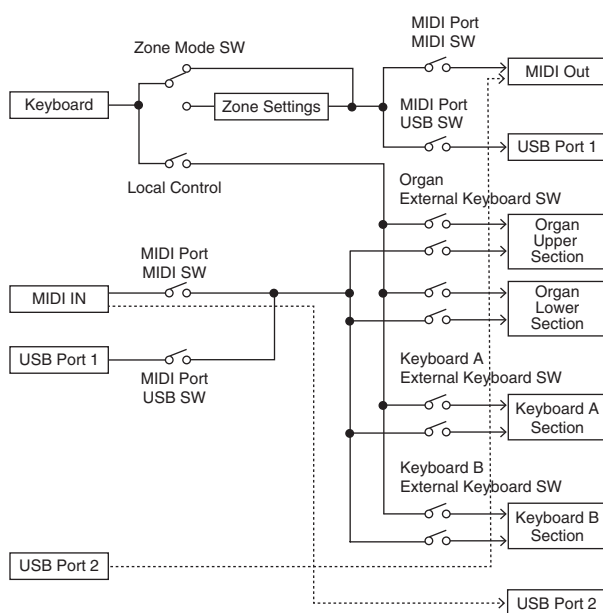 MIDI Port
MIDI SW
Zone Mode SW
MIDI Out
Keyboard
Zone Settings
MIDI Port
USB SW
USB Port 1
Local Control
Organ
External Keyboard SW
Organ
Upper
Section
MIDI Port
MIDI SW
MIDI IN
Organ
Lower
Section
USB Port 1
MIDI Port
USB SW
Keyboard A
External Keyboard SW
Keyboard A
Section
Keyboard B
External Keyboard SW
Keyboard B
Section
USB Port 2
USB Port 2